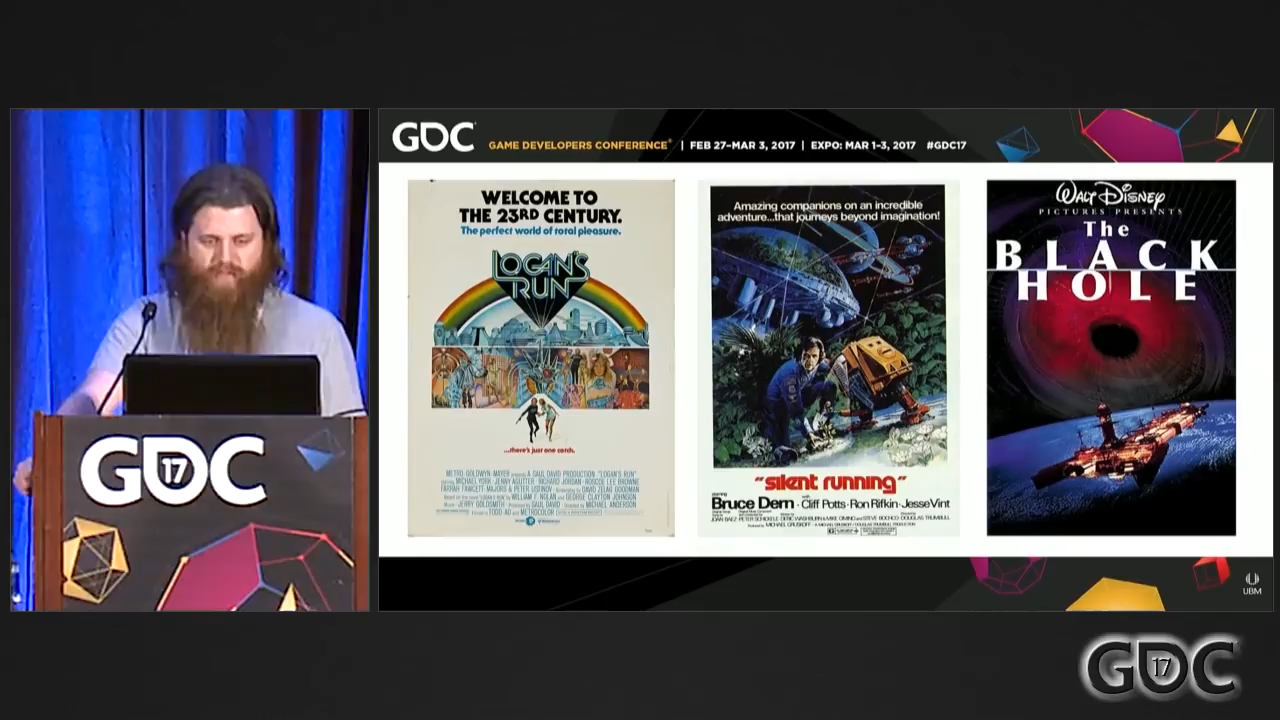 GDC
GAME DEVELOPERS CONFERENCE® | FEB 27–MAR 3, 2017 | EXPO: MAR 1–3, 2017 #GDC17
WELCOME TO
THE 23RD CENTURY.
The perfect world of total pleasure.
LOGAN'S
RUN
...there's just one catch.
Amazing companions on an incredible
adventure...that journeys beyond imagination!
"silent running"
starring
Bruce Dern · with Cliff Potts · Ron Rifkin · Jesse Vint
WALT DISNEY
PICTURES PRESENTS
The
BLACK
HOLE
GDC
17
UBM
GDC
17